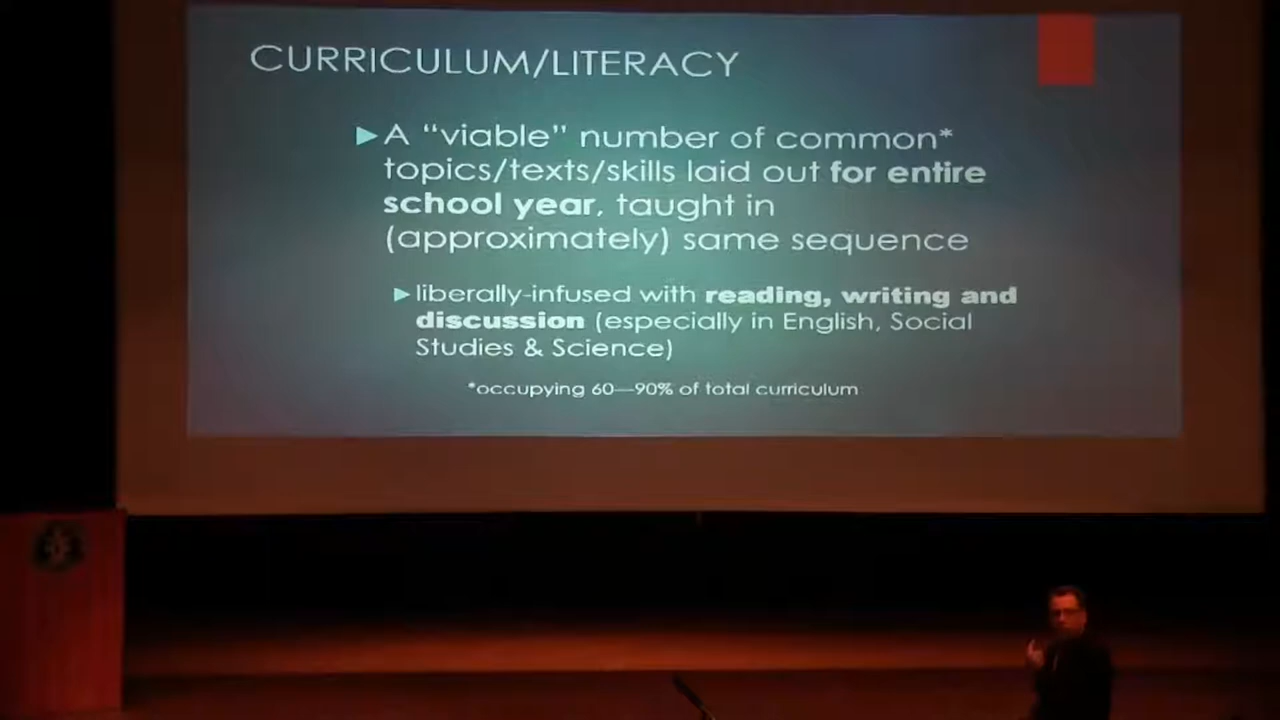 CURRICULUM/LITERACY
A “viable” number of common*
topics/texts/skills laid out for entire
school year, taught in
(approximately) same sequence
liberally-infused with reading, writing and
discussion (especially in English, Social
Studies & Science)
*occupying 60—90% of total curriculum